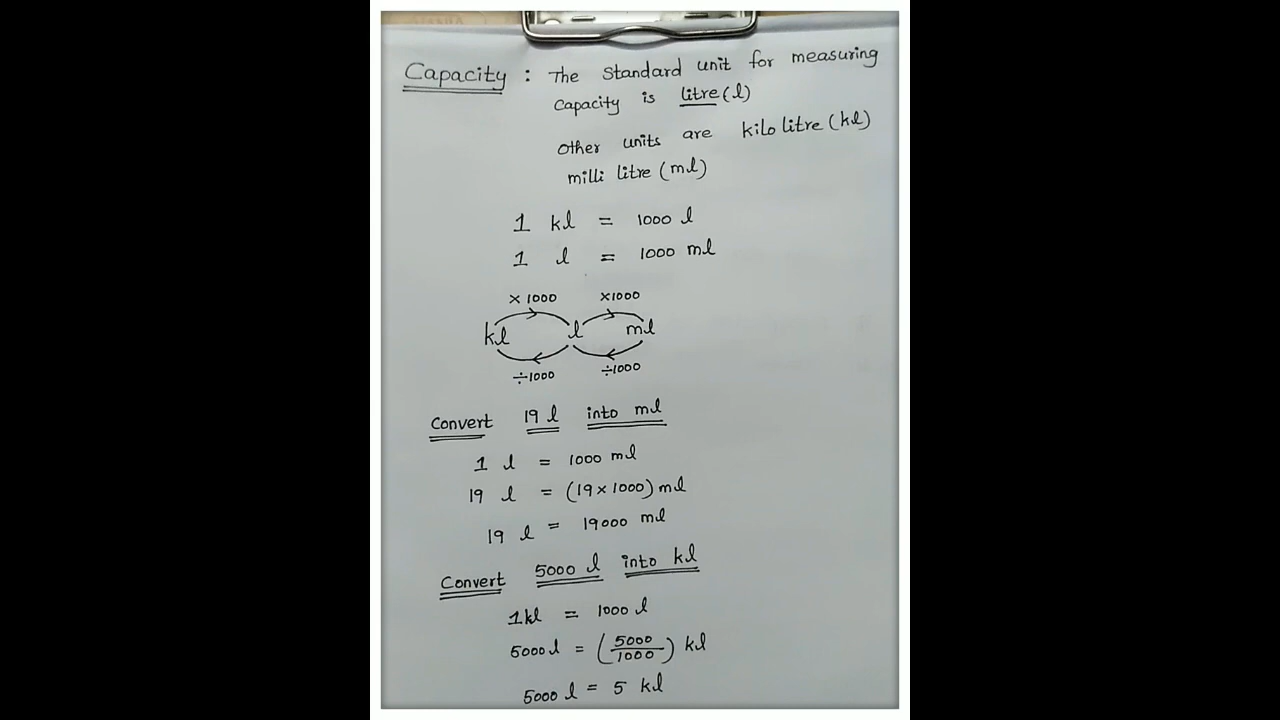 Capacity : The Standard unit for measuring
Capacity is litre (l)
Other units are kilo litre (kl)
milli litre (ml)
1 kl = 1000 l
1 l = 1000 ml
× 1000 ×1000
kl l ml
÷1000 ÷1000
Convert 19 l into ml
1 l = 1000 ml
19 l = (19 × 1000) ml
19 l = 19000 ml
Convert 5000 l into kl
1kl = 1000 l
5000 l = (5000/1000) kl
5000 l = 5 kl